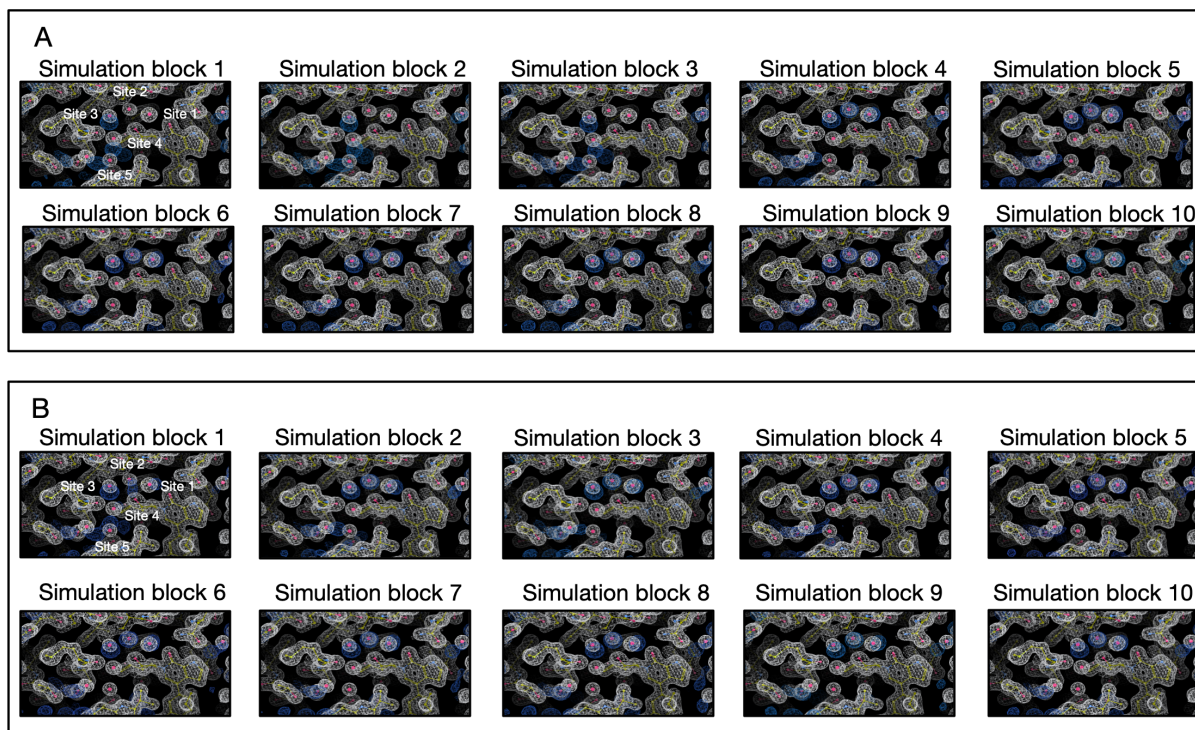 A
Simulation block 1
Simulation block 2
Simulation block 3
Simulation block 4
Simulation block 5
Site 2
Site 3
Site 1
Site 4
Site 5
Simulation block 6
Simulation block 7
Simulation block 8
Simulation block 9
Simulation block 10
B
Simulation block 1
Simulation block 2
Simulation block 3
Simulation block 4
Simulation block 5
Site 2
Site 3
Site 1
Site 4
Site 5
Simulation block 6
Simulation block 7
Simulation block 8
Simulation block 9
Simulation block 10